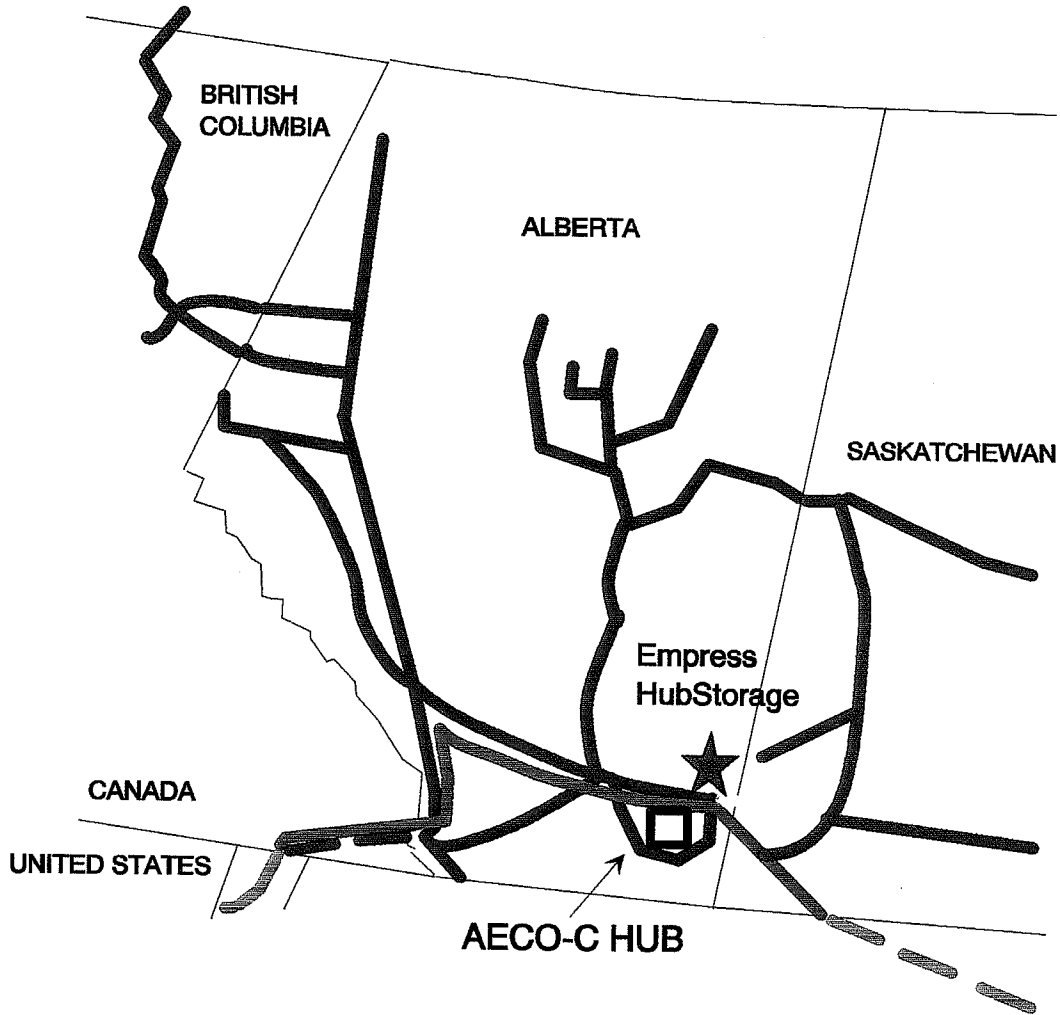 BRITISH
COLUMBIA
ALBERTA
SASKATCHEWAN
Empress
HubStorage
CANADA
UNITED STATES
AECO-C HUB